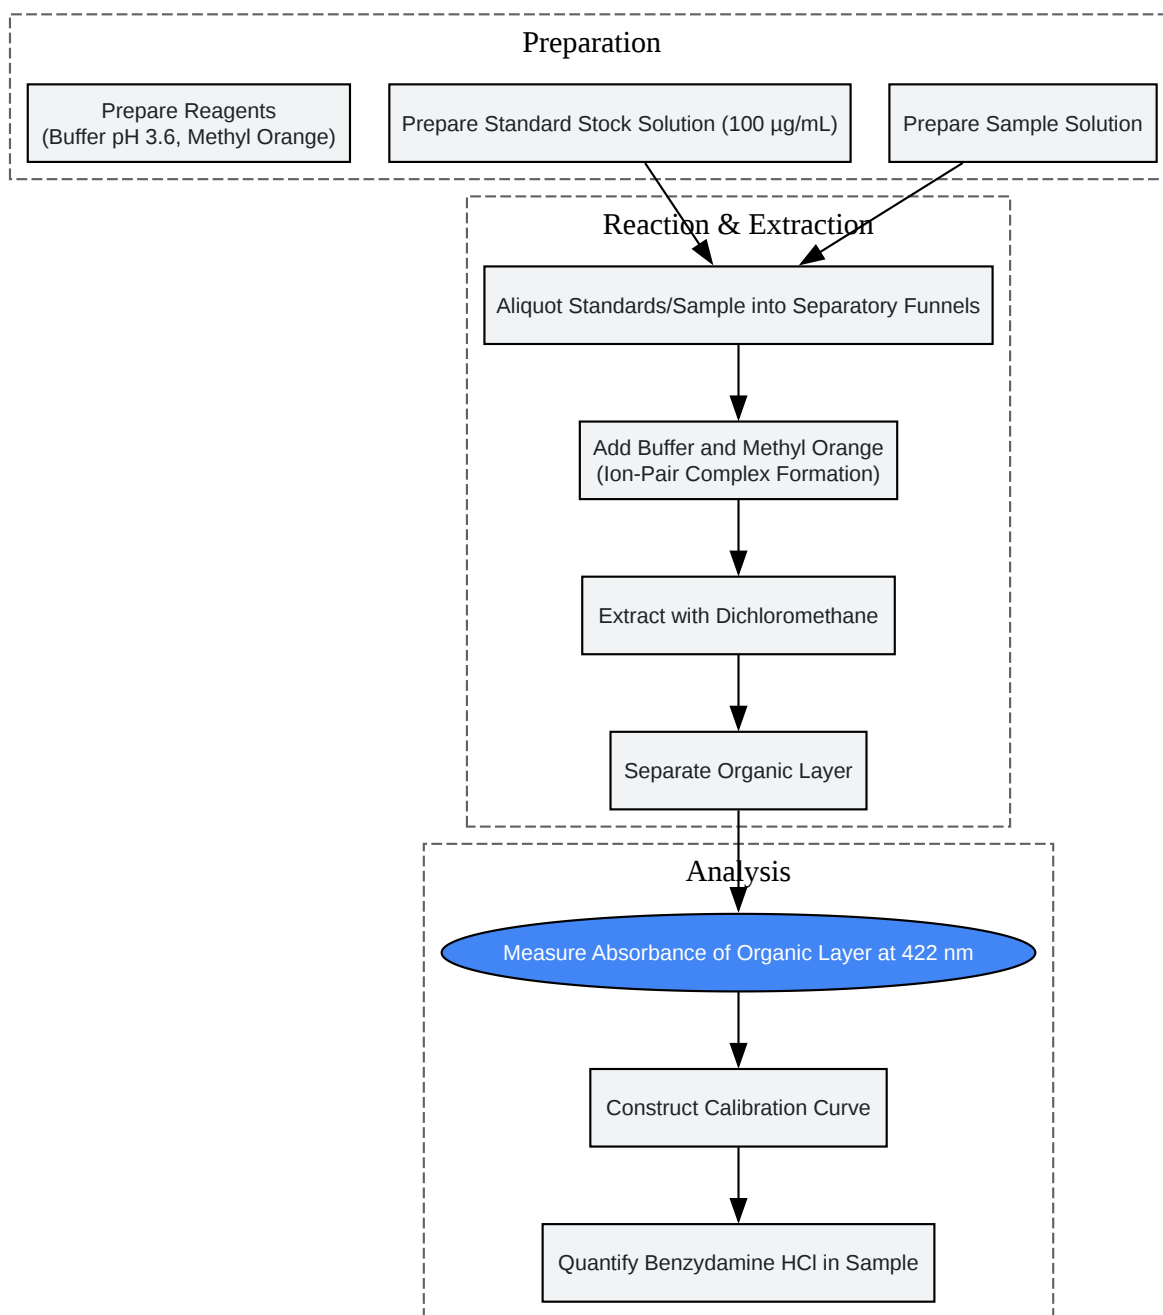 Preparation
Prepare Reagents
(Buffer pH 3.6, Methyl Orange)
Prepare Standard Stock Solution (100 µg/mL)
Prepare Sample Solution
Reaction & Extraction
Aliquot Standards/Sample into Separatory Funnels
Add Buffer and Methyl Orange
(Ion-Pair Complex Formation)
Extract with Dichloromethane
Separate Organic Layer
Analysis
Measure Absorbance of Organic Layer at 422 nm
Construct Calibration Curve
Quantify Benzydamine HCl in Sample